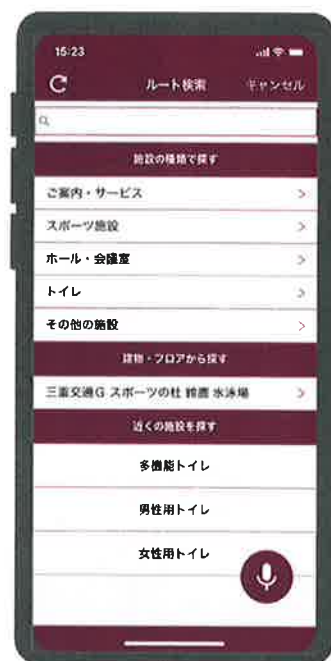 15:23
ルート検索
キャンセル
施設の種類で探す
ご案内・サービス
スポーツ施設
ホール・会議室
トイレ
その他の施設
建物・フロアから探す
三重交通G スポーツの杜 鈴鹿 水泳場
近くの施設を探す
多機能トイレ
男性用トイレ
女性用トイレ